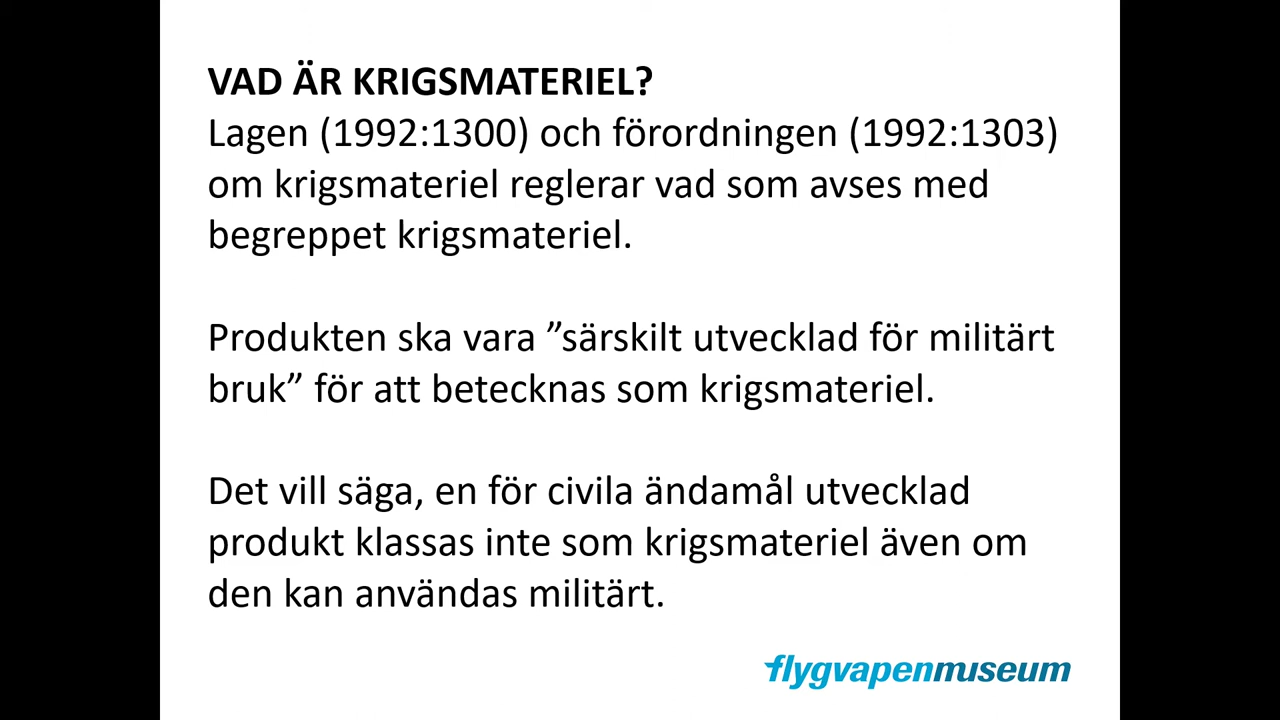 VAD ÄR KRIGSMATERIEL?
Lagen (1992:1300) och förordningen (1992:1303)
om krigsmateriel reglerar vad som avses med
begreppet krigsmateriel.
Produkten ska vara ”särskilt utvecklad för militärt
bruk” för att betecknas som krigsmateriel.
Det vill säga, en för civila ändamål utvecklad
produkt klassas inte som krigsmateriel även om
den kan användas militärt.
flygvapenmuseum